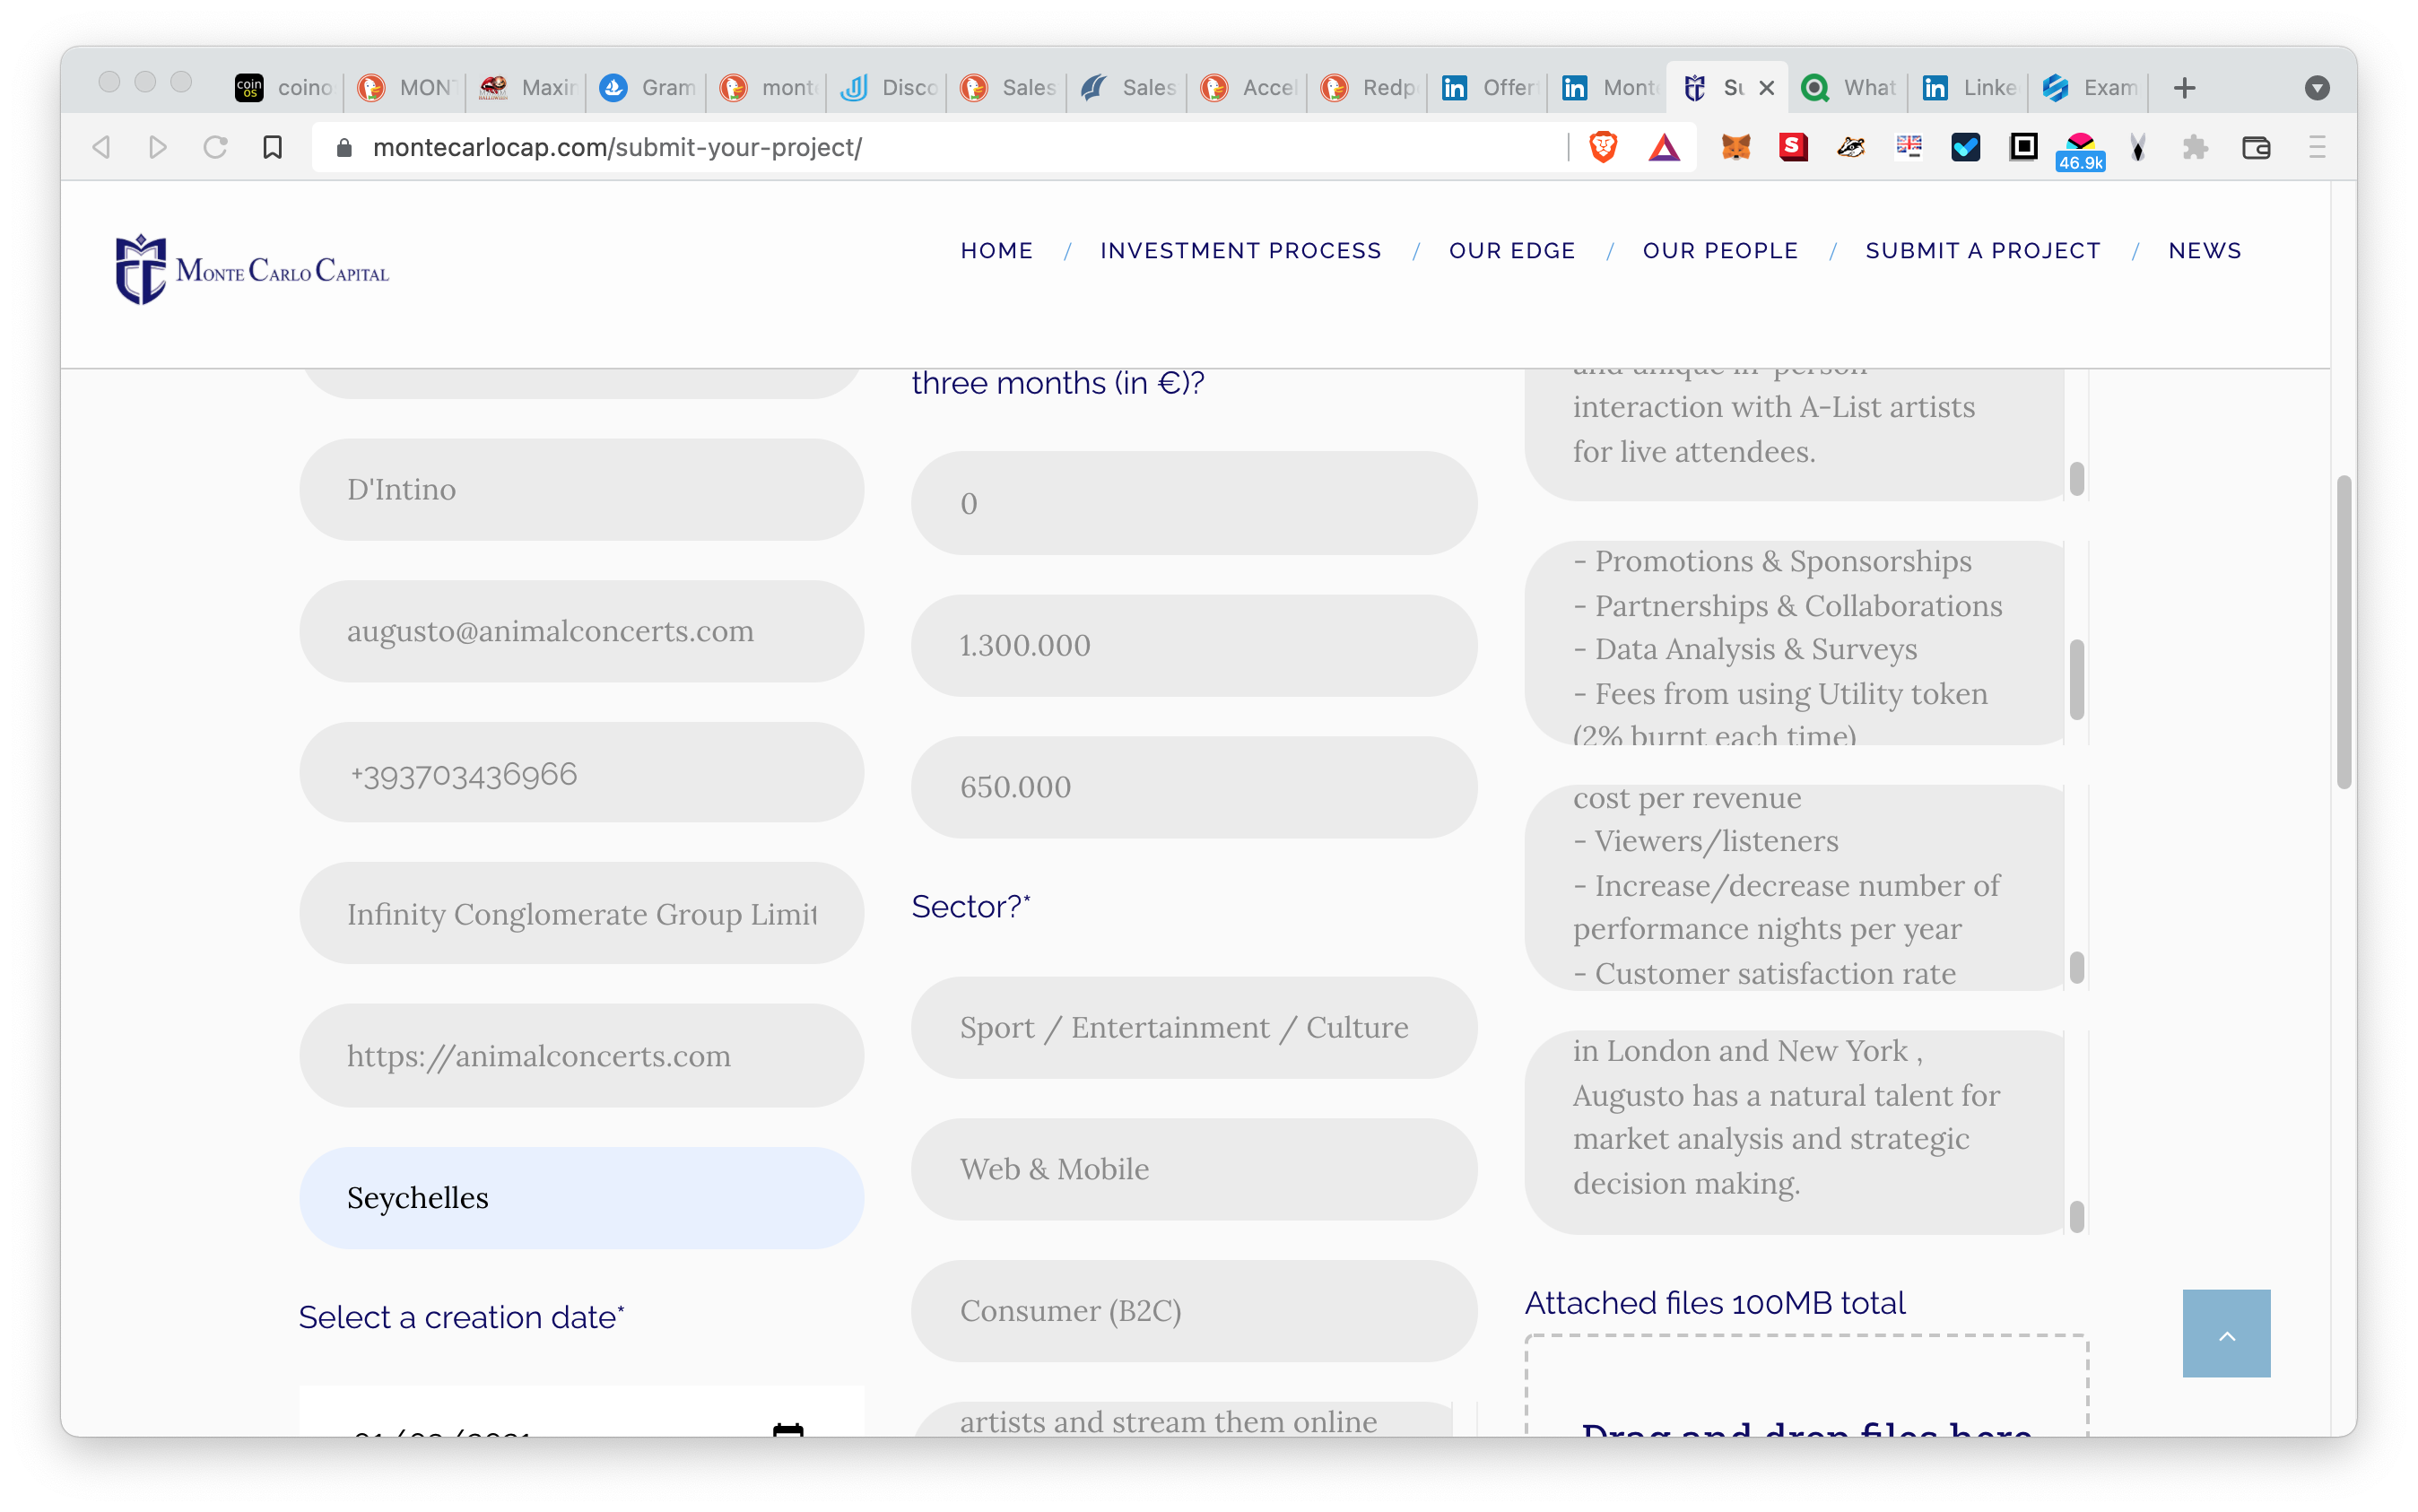 coino
MON
Maxin
Gram
mont
Disco
Sales
Sales
Accel
Redp
Offer
Mont
Su
What
Linke
Exam
montecarlocap.com/submit-your-project/
46.9k
MONTE CARLO CAPITAL
HOME / INVESTMENT PROCESS / OUR EDGE / OUR PEOPLE / SUBMIT A PROJECT / NEWS
D'Intino
augusto@animalconcerts.com
+393703436966
Infinity Conglomerate Group Limit
https://animalconcerts.com
Seychelles
Select a creation date*
three months (in €)?
0
1.300.000
650.000
Sector?*
Sport / Entertainment / Culture
Web & Mobile
Consumer (B2C)
artists and stream them online
and unique in-person
interaction with A-List artists
for live attendees.
- Promotions & Sponsorships
- Partnerships & Collaborations
- Data Analysis & Surveys
- Fees from using Utility token
(2% burnt each time)
cost per revenue
- Viewers/listeners
- Increase/decrease number of
performance nights per year
- Customer satisfaction rate
in London and New York ,
Augusto has a natural talent for
market analysis and strategic
decision making.
Attached files 100MB total
Drag and drop files here